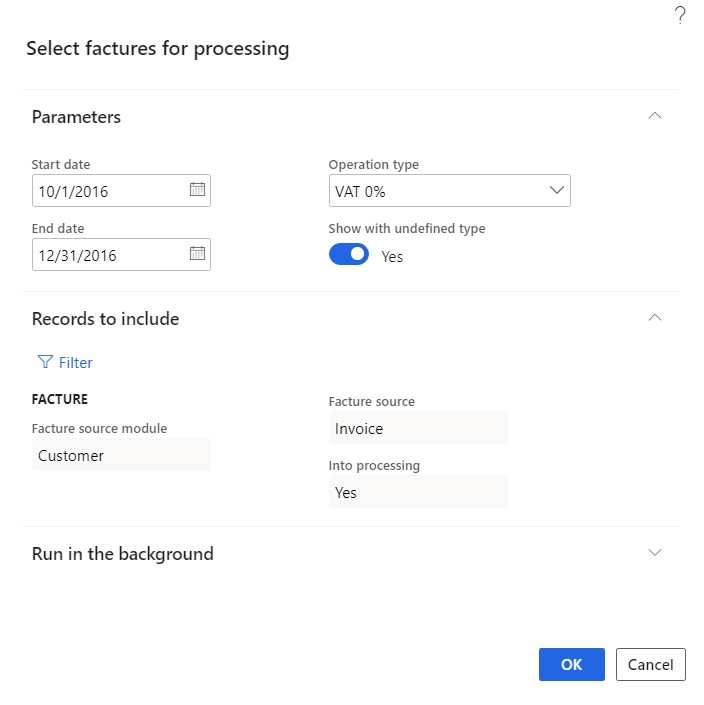 ?
Select factures for processing
Parameters
Start date
10/1/2016
End date
12/31/2016
Operation type
VAT 0%
Show with undefined type
Yes
Records to include
Filter
FACTURE
Facture source module
Customer
Facture source
Invoice
Into processing
Yes
Run in the background
OK
Cancel